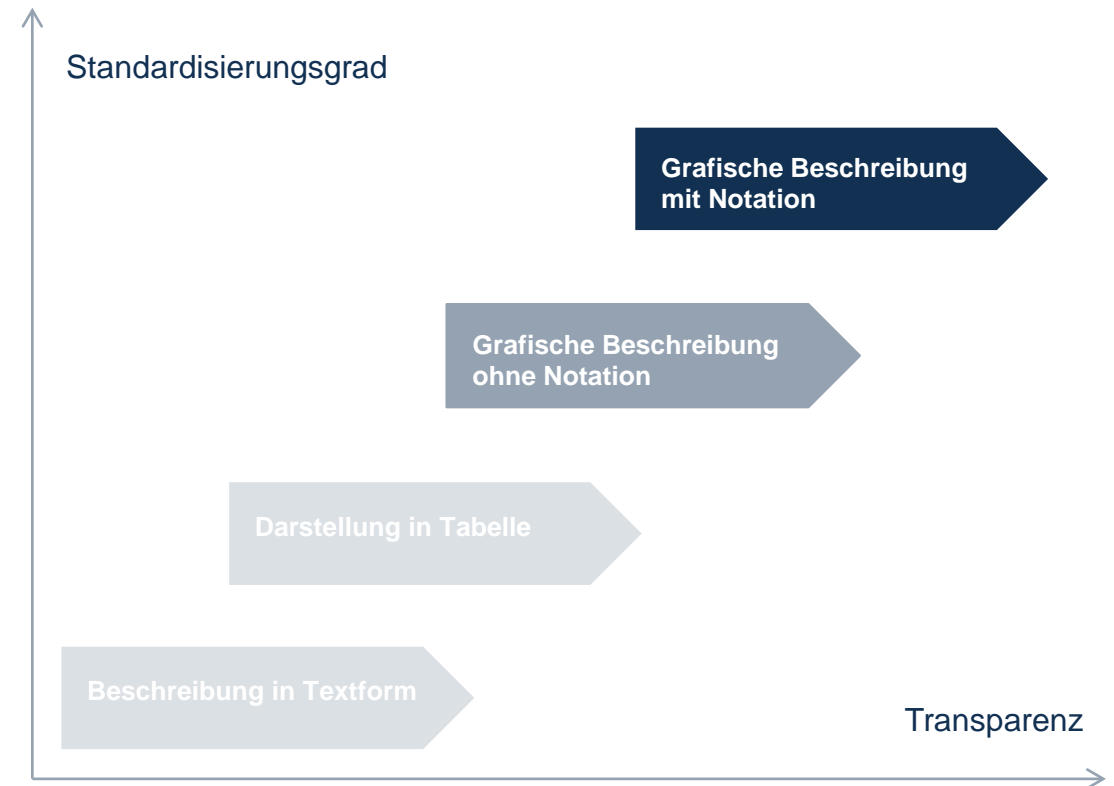 Standardisierungsgrad
Grafische Beschreibung
mit Notation
Grafische Beschreibung
ohne Notation
Darstellung in Tabelle
Beschreibung in Textform
Transparenz